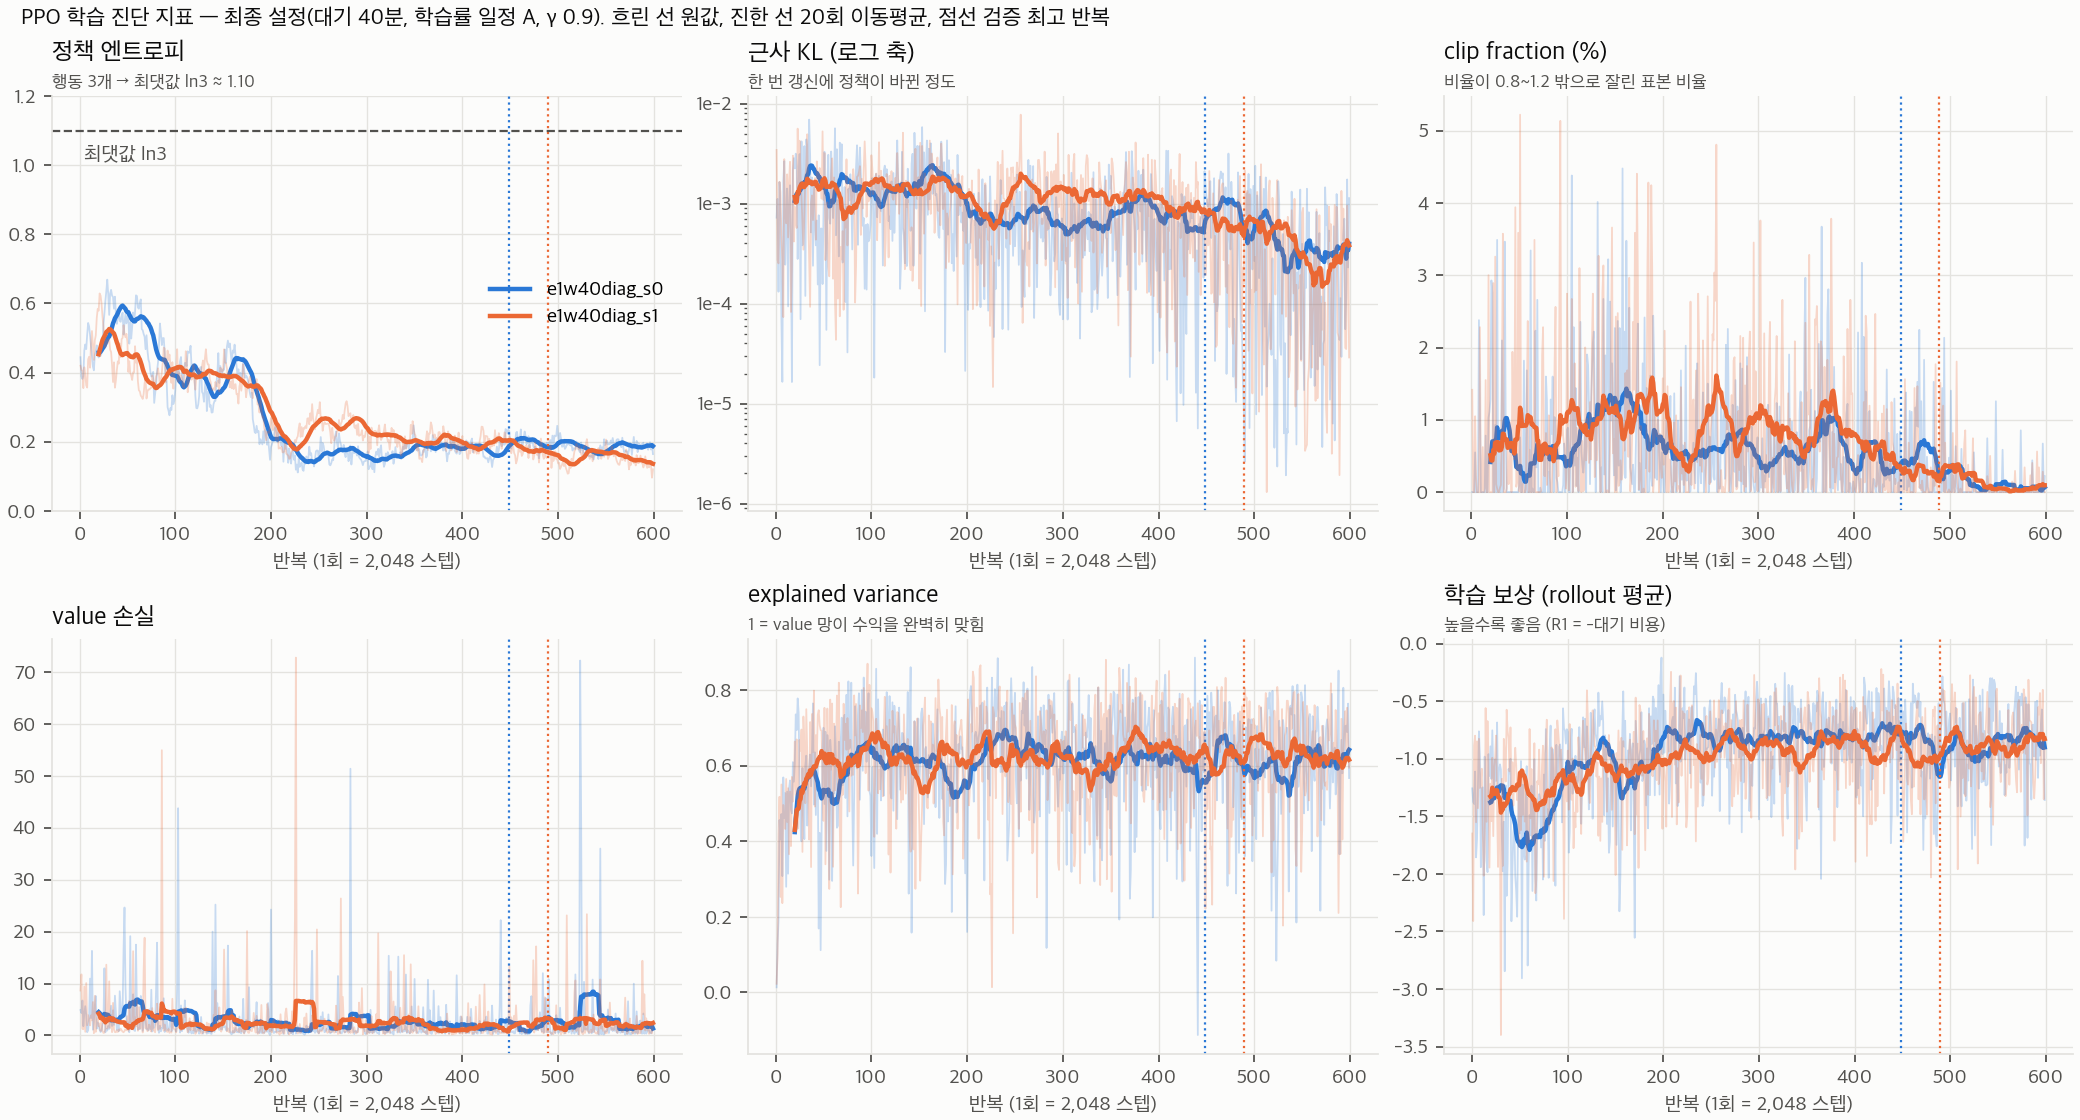 PPO 학습 진단 지표 — 최종 설정(대기 40분, 학습률 일정 A, γ 0.9). 흐린 선 원값, 진한 선 20회 이동평균, 점선 검증 최고 반복
정책 엔트로피
행동 3개 → 최댓값 ln3 ≈ 1.10
1.2
1.0
0.8
0.6
0.4
0.2
0.0
최댓값 ln3
e1w40diag_s0
e1w40diag_s1
0 100 200 300 400 500 600
반복 (1회 = 2,048 스텝)
근사 KL (로그 축)
한 번 갱신에 정책이 바뀐 정도
1e-2
1e-3
1e-4
1e-5
1e-6
0 100 200 300 400 500 600
반복 (1회 = 2,048 스텝)
clip fraction (%)
비율이 0.8~1.2 밖으로 잘린 표본 비율
5
4
3
2
1
0
0 100 200 300 400 500 600
반복 (1회 = 2,048 스텝)
value 손실
70
60
50
40
30
20
10
0
0 100 200 300 400 500 600
반복 (1회 = 2,048 스텝)
explained variance
1 = value 망이 수익을 완벽히 맞힘
0.8
0.6
0.4
0.2
0.0
0 100 200 300 400 500 600
반복 (1회 = 2,048 스텝)
학습 보상 (rollout 평균)
높을수록 좋음 (R1 = -대기 비용)
0.0
-0.5
-1.0
-1.5
-2.0
-2.5
-3.0
-3.5
0 100 200 300 400 500 600
반복 (1회 = 2,048 스텝)